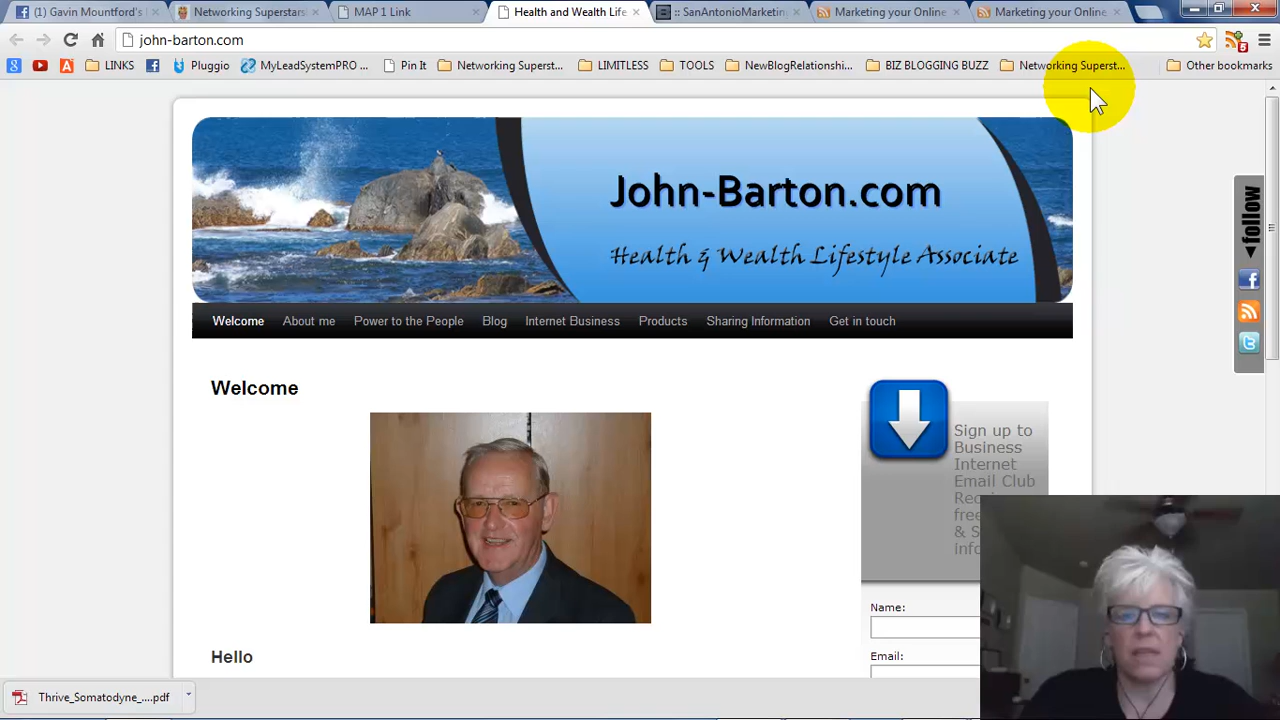 (1) Gavin Mountford's
Networking Superstars
MAP 1 Link
Health and Wealth Life
:: SanAntonioMarketing
Marketing your Online
Marketing your Online
john-barton.com
5
LINKS
Pluggio
MyLeadSystemPRO ...
Pin It
Networking Superst...
LIMITLESS
TOOLS
NewBlogRelationshi...
BIZ BLOGGING BUZZ
Networking Superst...
Other bookmarks
John-Barton.com
Health & Wealth Lifestyle Associate
follow
Welcome
About me
Power to the People
Blog
Internet Business
Products
Sharing Information
Get in touch
Welcome
Sign up to
Business
Internet
Email Club
& S
Name:
Email:
Hello
Thrive_Somatodyne_....pdf